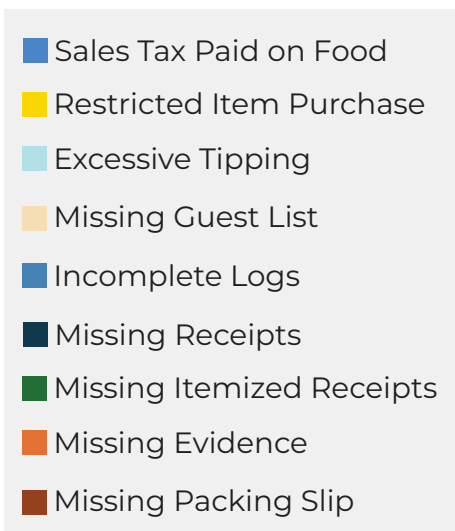 Sales Tax Paid on Food
Restricted Item Purchase
Excessive Tipping
Missing Guest List
Incomplete Logs
Missing Receipts
Missing Itemized Receipts
Missing Evidence
Missing Packing Slip